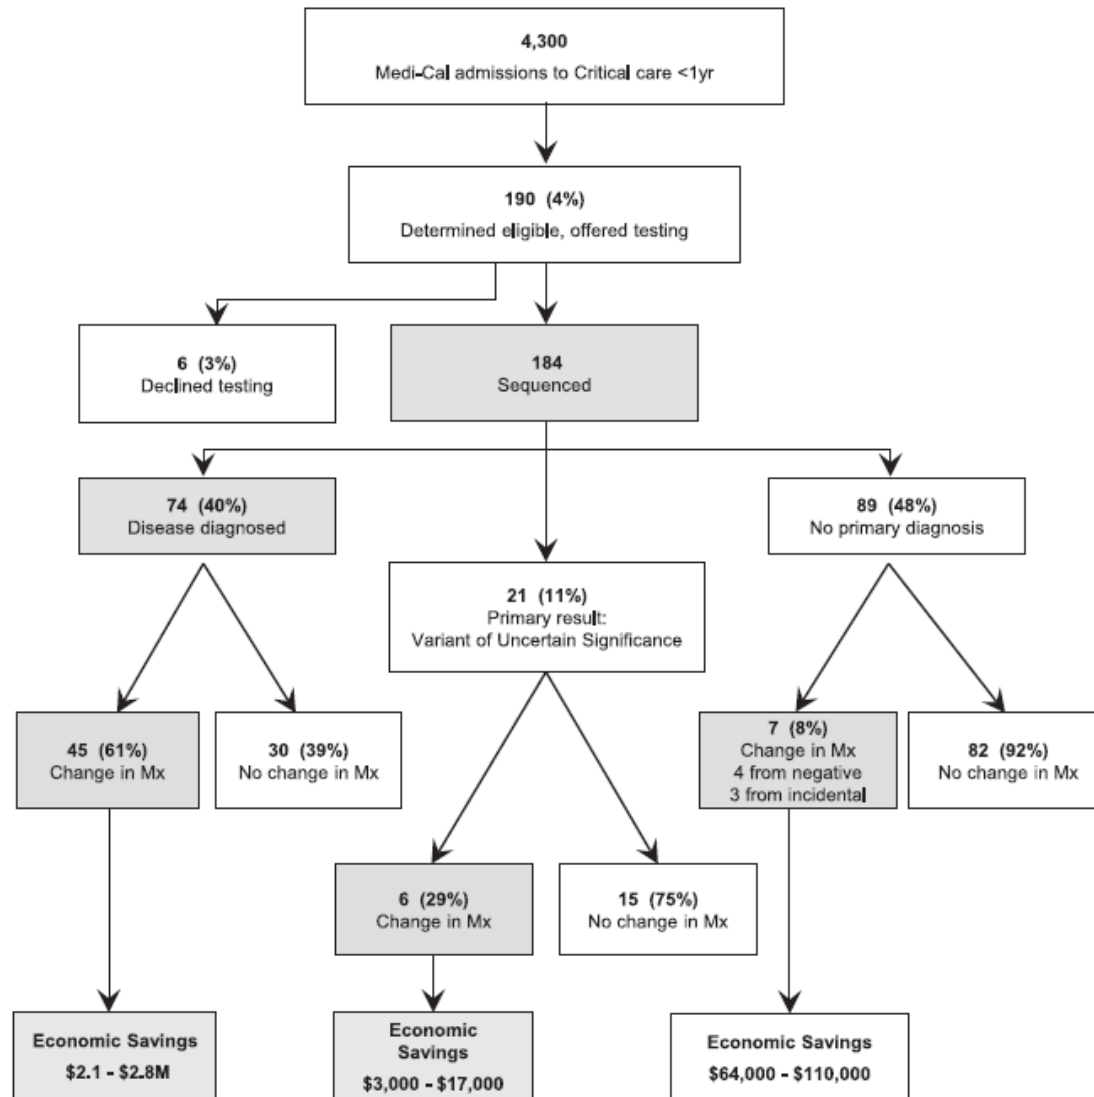 4,300
Medi-Cal admissions to Critical care <1yr
190 (4%)
Determined eligible, offered testing
6 (3%)
Declined testing
184
Sequenced
74 (40%)
Disease diagnosed
21 (11%)
Primary result:
Variant of Uncertain Significance
89 (48%)
No primary diagnosis
45 (61%)
Change in Mx
30 (39%)
No change in Mx
7 (8%)
Change in Mx
4 from negative
3 from incidental
82 (92%)
No change in Mx
6 (29%)
Change in Mx
15 (75%)
No change in Mx
Economic Savings
$2.1 - $2.8M
Economic
Savings
$3,000 - $17,000
Economic Savings
$64,000 - $110,000